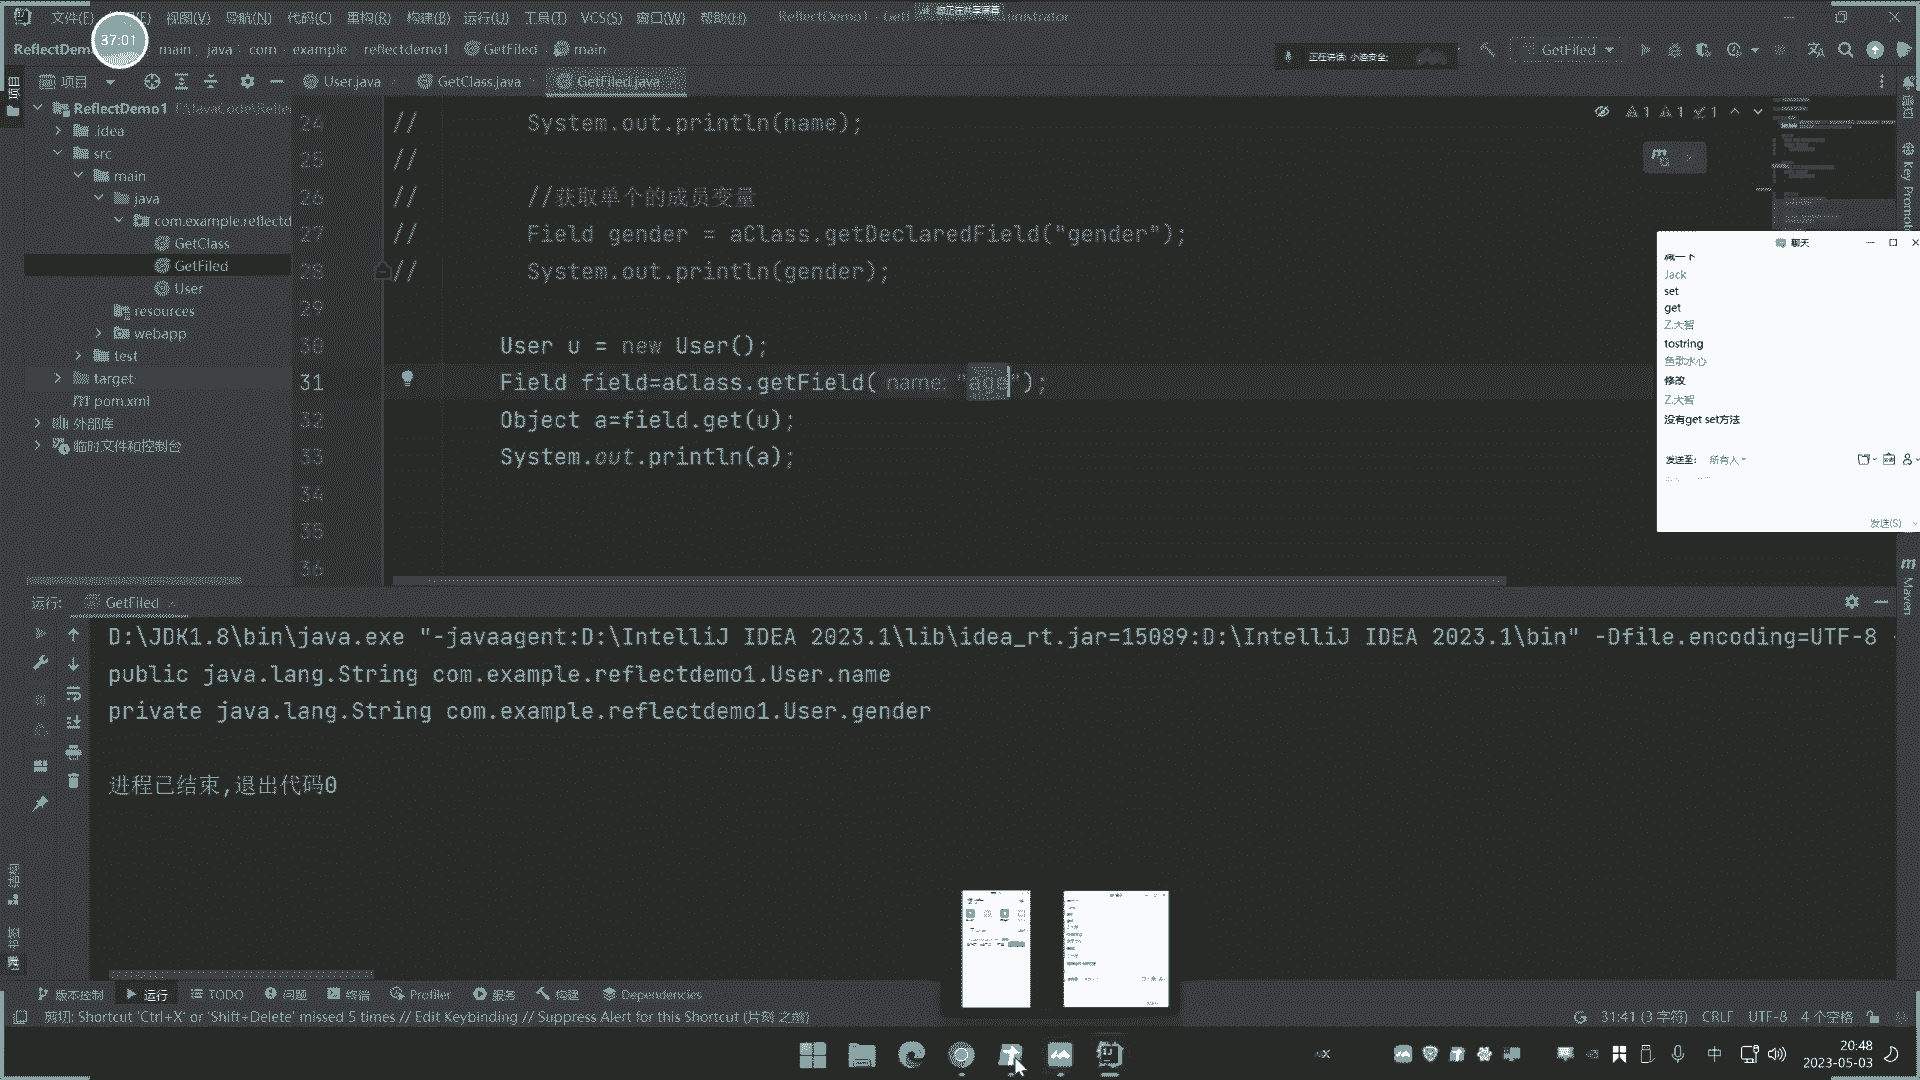 文件(F)
视图(V) 导航(N) 代码(C) 重构(R) 构建(B) 运行(U) 工具(T) VCS(S) 窗口(W) 帮助(H)
37:01
main java com example reflectdemo1 GetFiled main
GetFiled
正在讲话: 小迪安全;
项目
User.java
GetClass.java
GetFiled.java
ReflectDemo1
.idea
src
main
java
com.example.reflectd
GetClass
GetFiled
User
resources
webapp
test
target
pom.xml
外部库
临时文件和控制台
24 // System.out.println(name);
25 //
26 // //获取单个的成员变量
27 // Field gender = aClass.getDeclaredField("gender");
28 // System.out.println(gender);
29
30 User u = new User();
31 Field field=aClass.getField( name: "age");
32 Object a=field.get(u);
33 System.out.println(a);
34
35
36
1 1 1
聊天
Jack
set
get
Z.大智
tostring
鱼歌水心
修改
Z.大智
没有get set方法
发送至: 所有人
发送(S)
Maven
运行: GetFiled
D:\JDK1.8\bin\java.exe "-javaagent:D:\IntelliJ IDEA 2023.1\lib\idea_rt.jar=15089:D:\IntelliJ IDEA 2023.1\bin" -Dfile.encoding=UTF-8
public java.lang.String com.example.reflectdemo1.User.name
private java.lang.String com.example.reflectdemo1.User.gender
进程已结束,退出代码0
结构
书签
版本控制 运行 TODO 问题 终端 Profiler 服务 构建 Dependencies
剪切: Shortcut 'Ctrl+X' or 'Shift+Delete' missed 5 times // Edit Keybinding // Suppress Alert for this Shortcut (片刻 之前)
31:41 (3 字符) CRLF UTF-8 4 个空格
中
20:48
2023-05-03